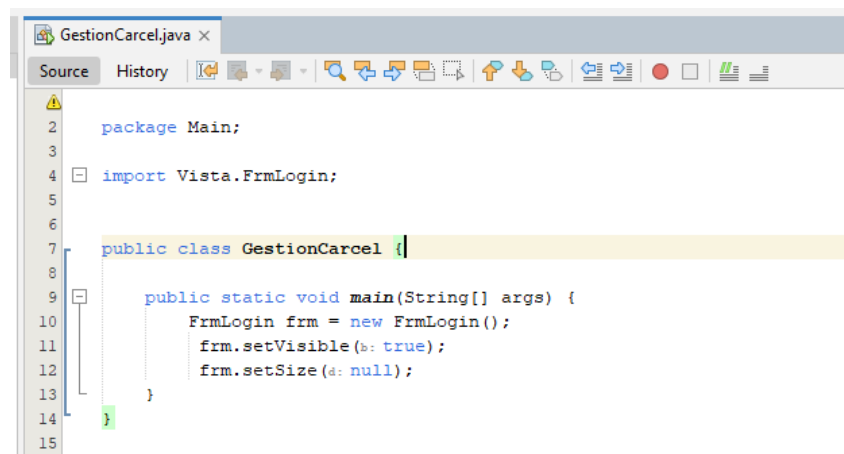 GestionCarcel.java ×
Source History
2 package Main;
3
4 import Vista.FrmLogin;
5
6
7 public class GestionCarcel {
8
9 public static void main(String[] args) {
10 FrmLogin frm = new FrmLogin();
11 frm.setVisible(b: true);
12 frm.setSize(d: null);
13 }
14 }
15